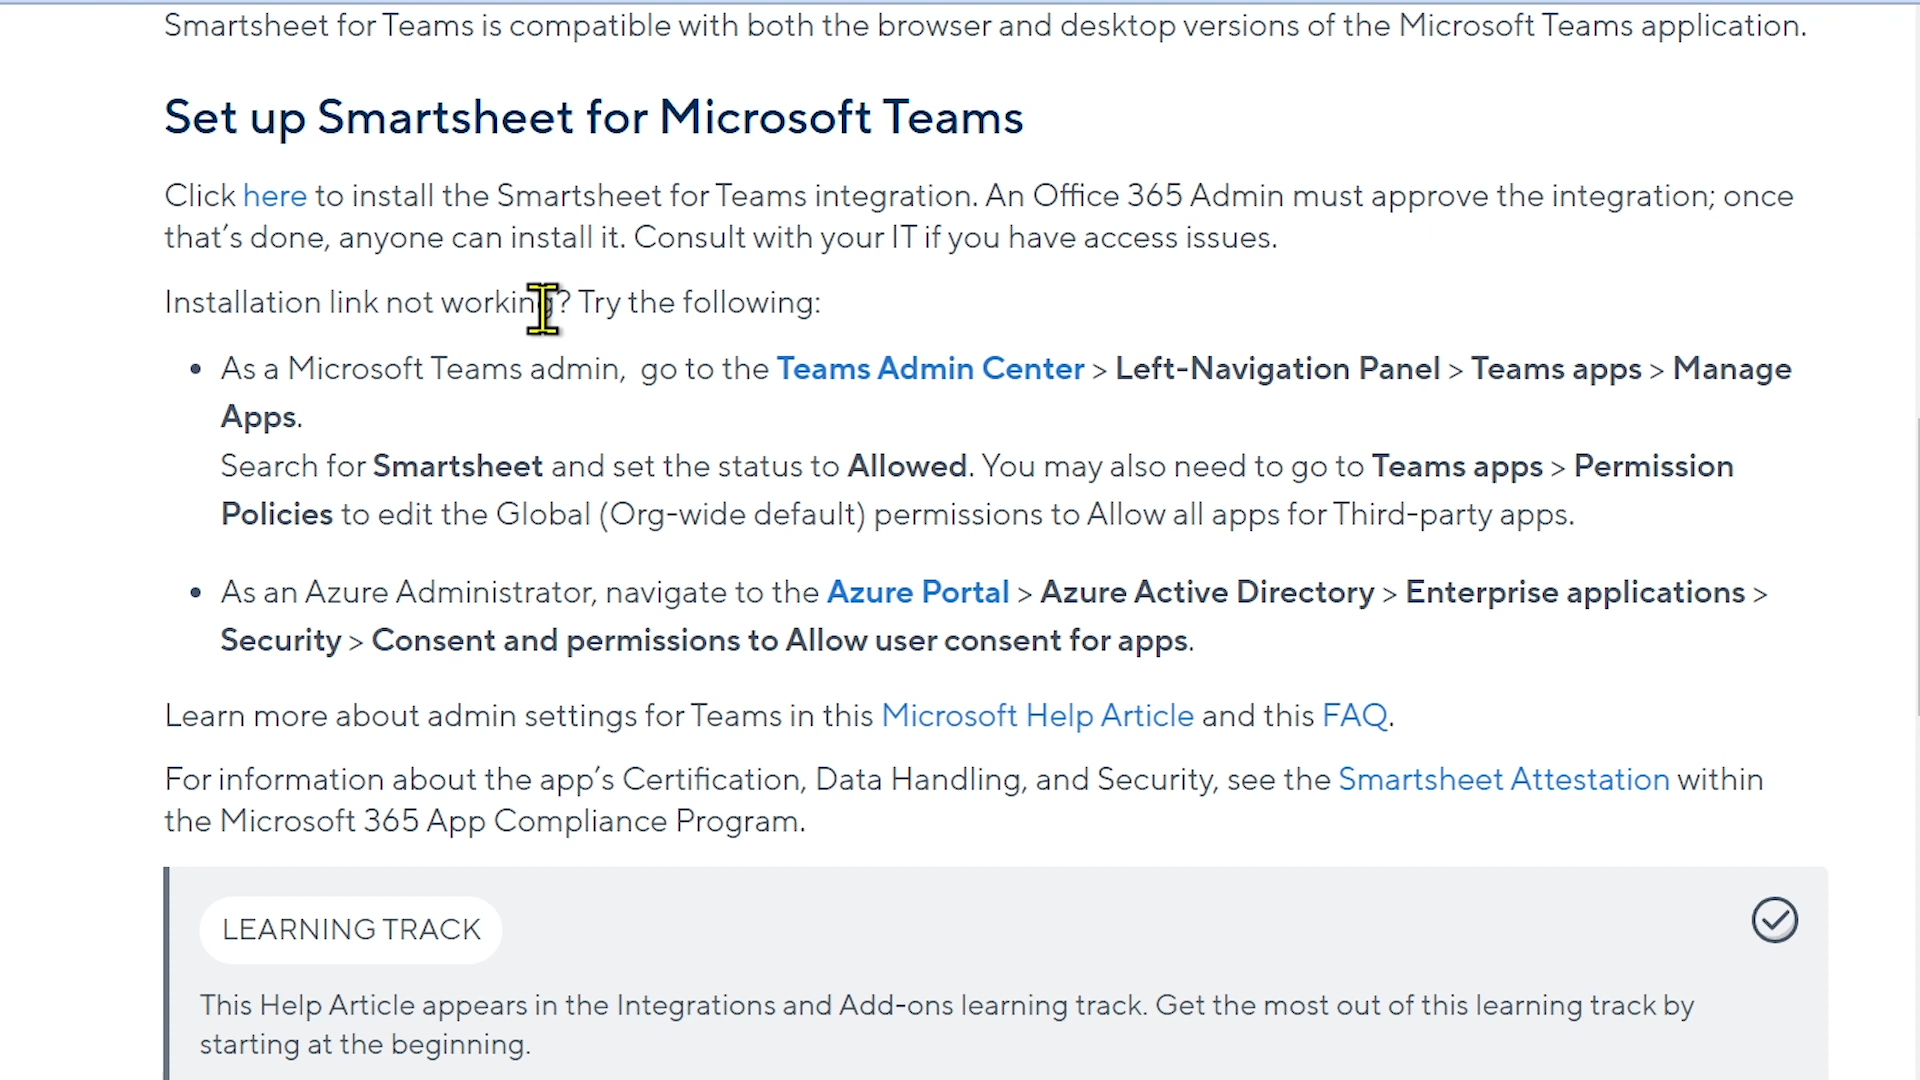 Smartsheet for Teams is compatible with both the browser and desktop versions of the Microsoft Teams application.
Set up Smartsheet for Microsoft Teams
Click here to install the Smartsheet for Teams integration. An Office 365 Admin must approve the integration; once
that’s done, anyone can install it. Consult with your IT if you have access issues.
Installation link not working? Try the following:
• As a Microsoft Teams admin, go to the Teams Admin Center > Left-Navigation Panel > Teams apps > Manage
Apps.
Search for Smartsheet and set the status to Allowed. You may also need to go to Teams apps > Permission
Policies to edit the Global (Org-wide default) permissions to Allow all apps for Third-party apps.
• As an Azure Administrator, navigate to the Azure Portal > Azure Active Directory > Enterprise applications >
Security > Consent and permissions to Allow user consent for apps.
Learn more about admin settings for Teams in this Microsoft Help Article and this FAQ.
For information about the app’s Certification, Data Handling, and Security, see the Smartsheet Attestation within
the Microsoft 365 App Compliance Program.
LEARNING TRACK
This Help Article appears in the Integrations and Add-ons learning track. Get the most out of this learning track by
starting at the beginning.